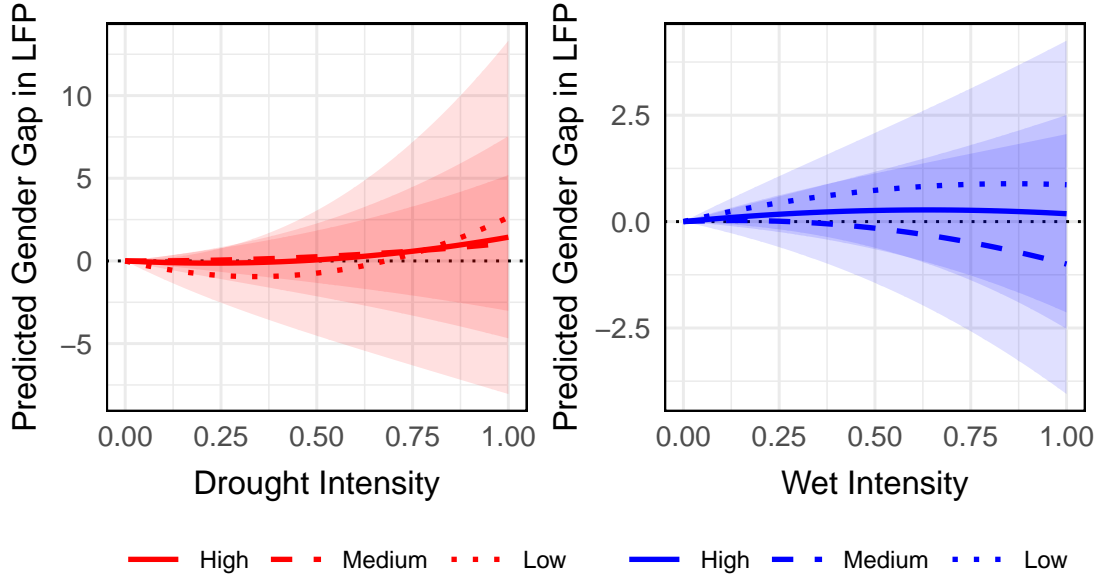 Predicted Gender Gap in LFP
10
5
0
−5
0.00 0.25 0.50 0.75 1.00
Drought Intensity
High Medium Low
Predicted Gender Gap in LFP
2.5
0.0
−2.5
0.00 0.25 0.50 0.75 1.00
Wet Intensity
High Medium Low